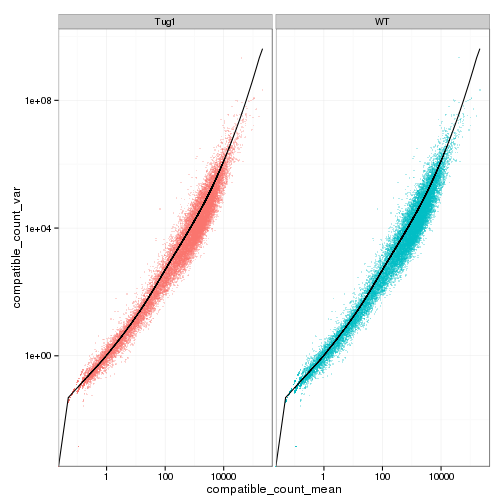 Tug1
WT
1e+08
1e+04
1e+00
compatible_count_var
1
100
10000
1
100
10000
compatible_count_mean